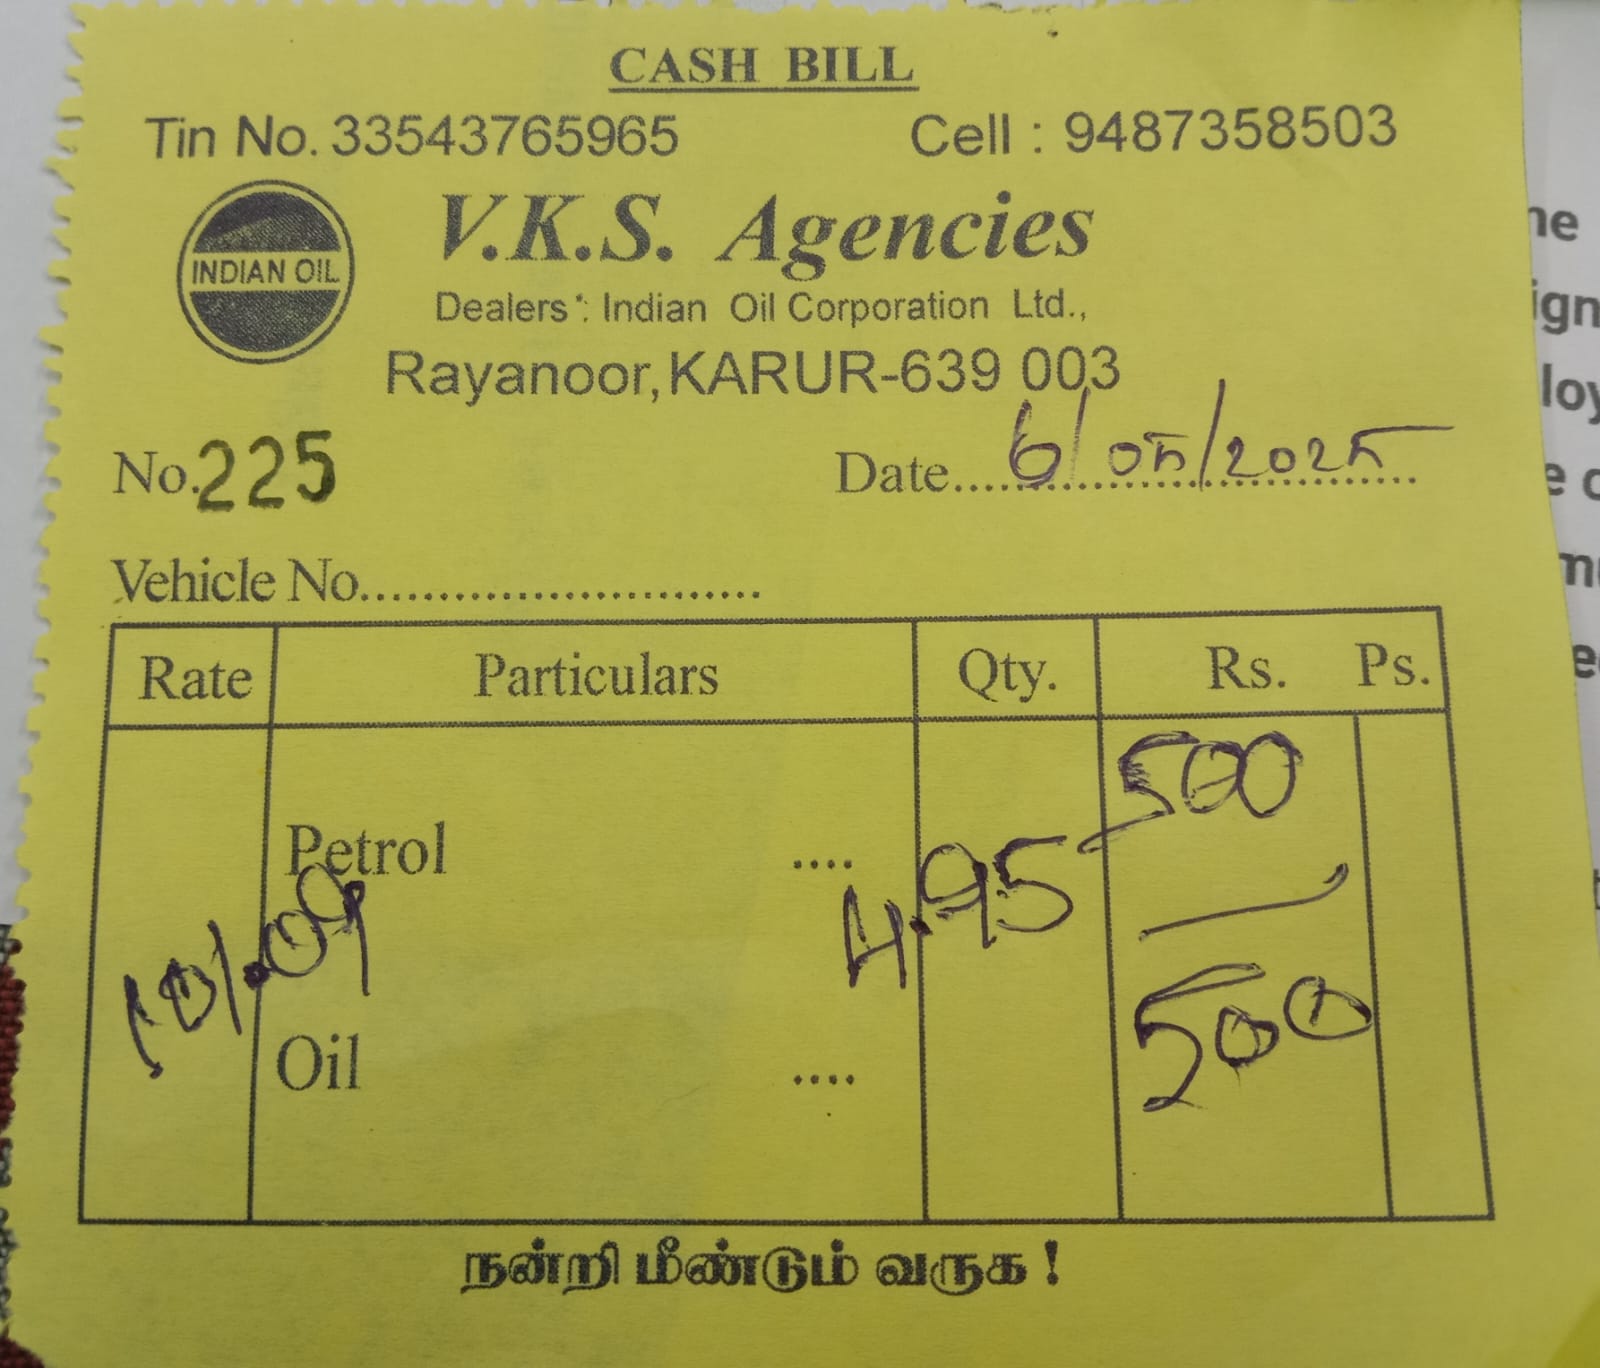 CASH BILL
Tin No. 33543765965 Cell : 9487358503
INDIAN OIL
V.K.S. Agencies
Dealers : Indian Oil Corporation Ltd.,
Rayanoor, KARUR-639 003
No. 225 Date 6/05/2025
Vehicle No.
Rate Particulars Qty. Rs. Ps.
500
Petrol ....
101.09 4.95
Oil .... 500
நன்றி மீண்டும் வருக !